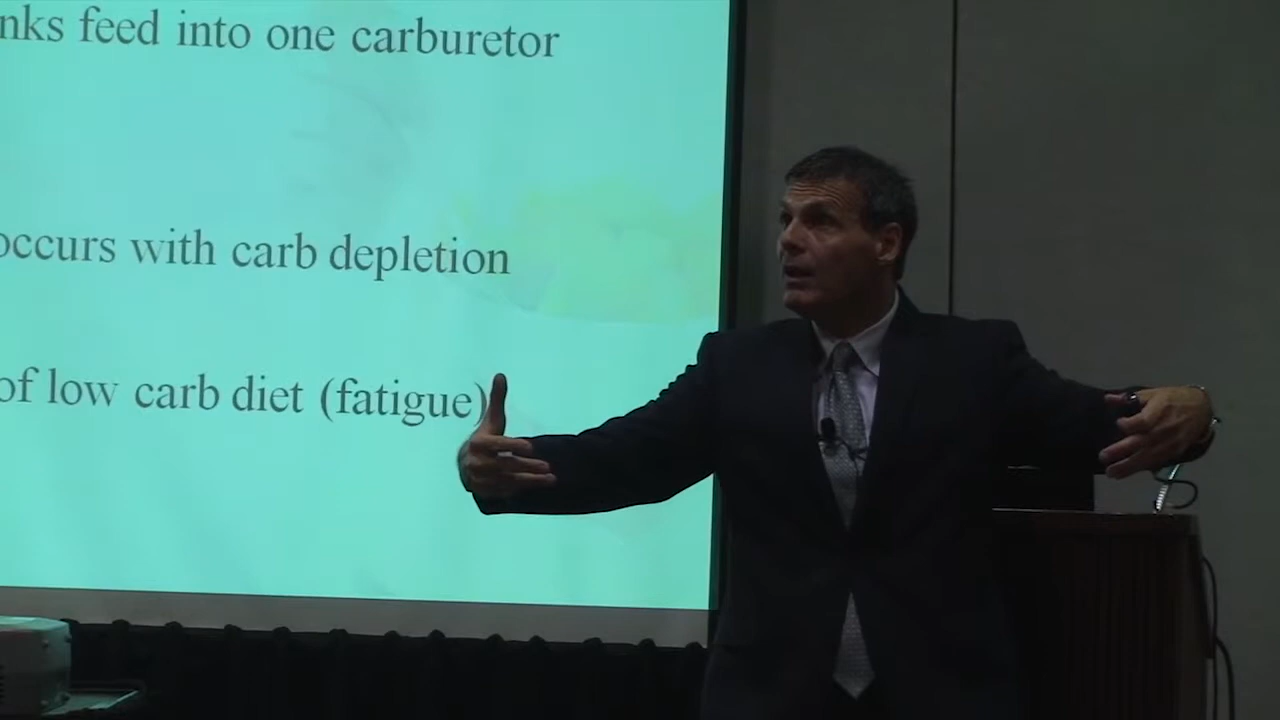 nks feed into one carburetor
occurs with carb depletion
of low carb diet (fatigue)